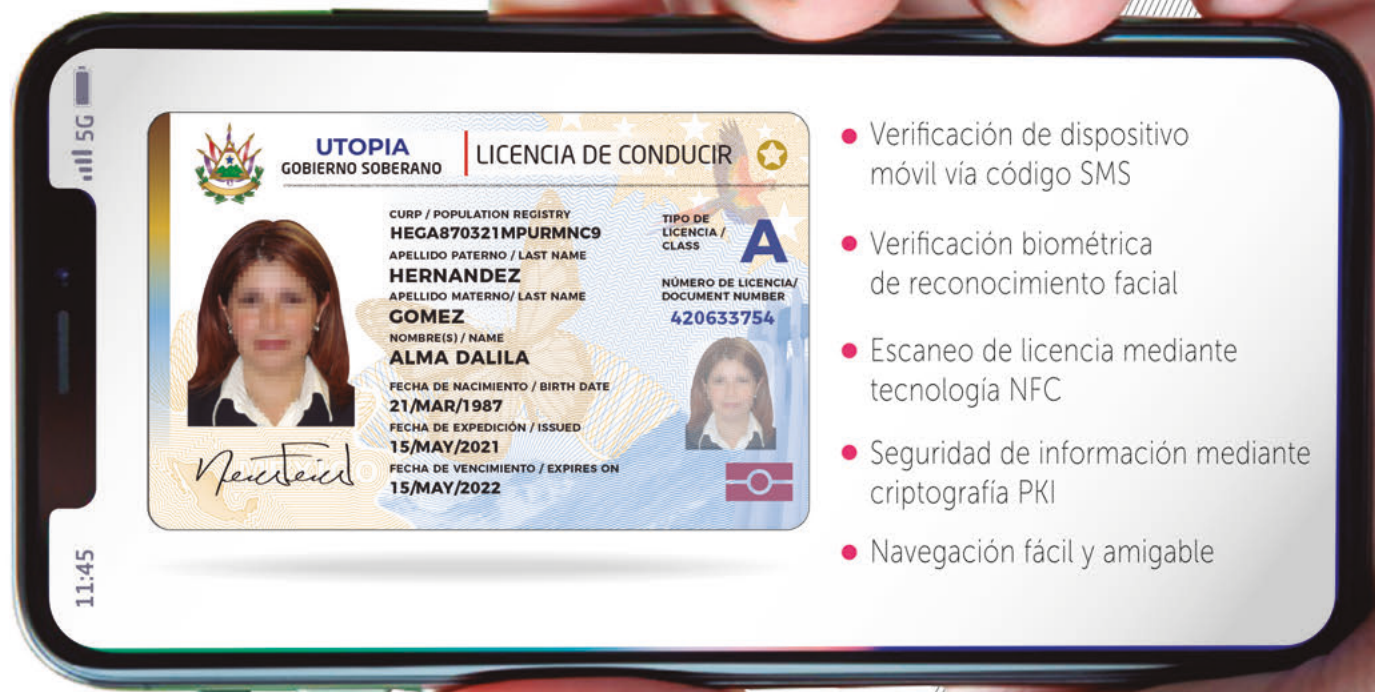 5G
11:45
UTOPIA
GOBIERNO SOBERANO
LICENCIA DE CONDUCIR
CURP / POPULATION REGISTRY
HEGA870321MPURMNC9
APELLIDO PATERNO / LAST NAME
HERNANDEZ
APELLIDO MATERNO/ LAST NAME
GOMEZ
NOMBRE(S) / NAME
ALMA DALILA
FECHA DE NACIMIENTO / BIRTH DATE
21/MAR/1987
FECHA DE EXPEDICIÓN / ISSUED
15/MAY/2021
FECHA DE VENCIMIENTO / EXPIRES ON
15/MAY/2022
TIPO DE
LICENCIA /
CLASS
A
NÚMERO DE LICENCIA/
DOCUMENT NUMBER
420633754
MEXICO
Verificación de dispositivo
móvil vía código SMS
Verificación biométrica
de reconocimiento facial
Escaneo de licencia mediante
tecnología NFC
Seguridad de información mediante
criptografía PKI
Navegación fácil y amigable